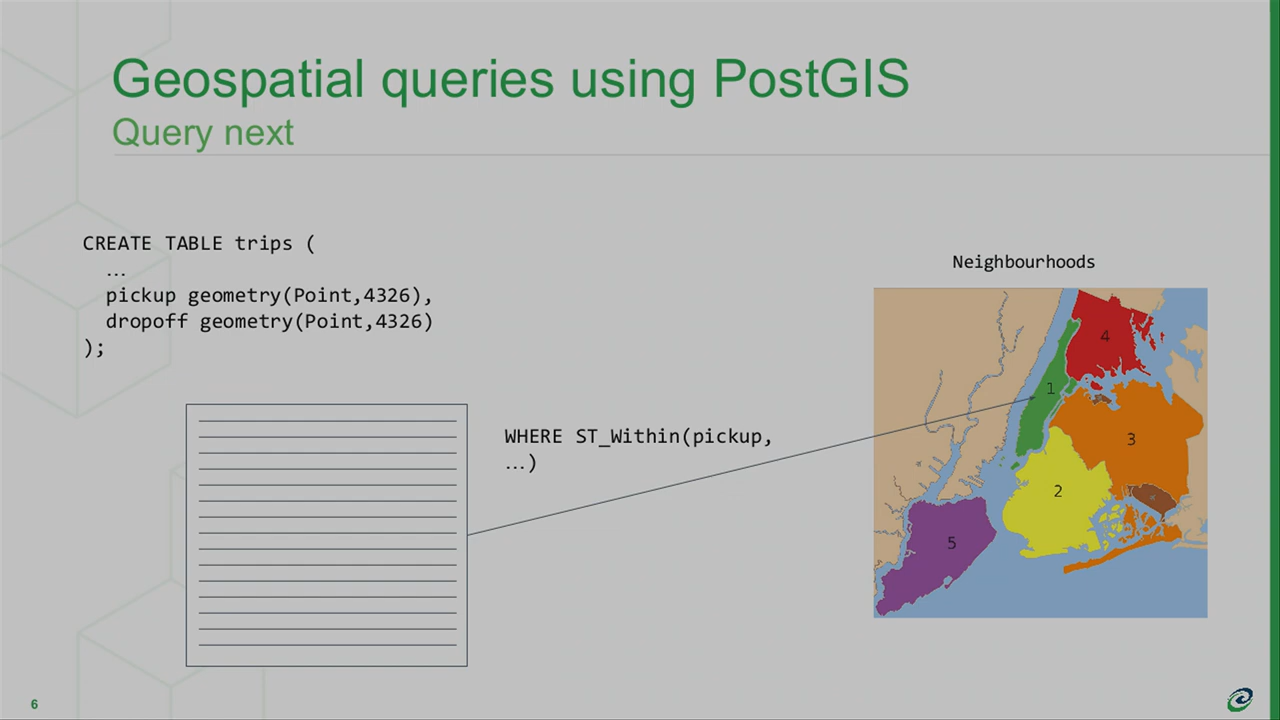 Geospatial queries using PostGIS
Query next
CREATE TABLE trips (
…
pickup geometry(Point,4326),
dropoff geometry(Point,4326)
);
WHERE ST_Within(pickup,
…)
Neighbourhoods
4
1
3
2
5
6